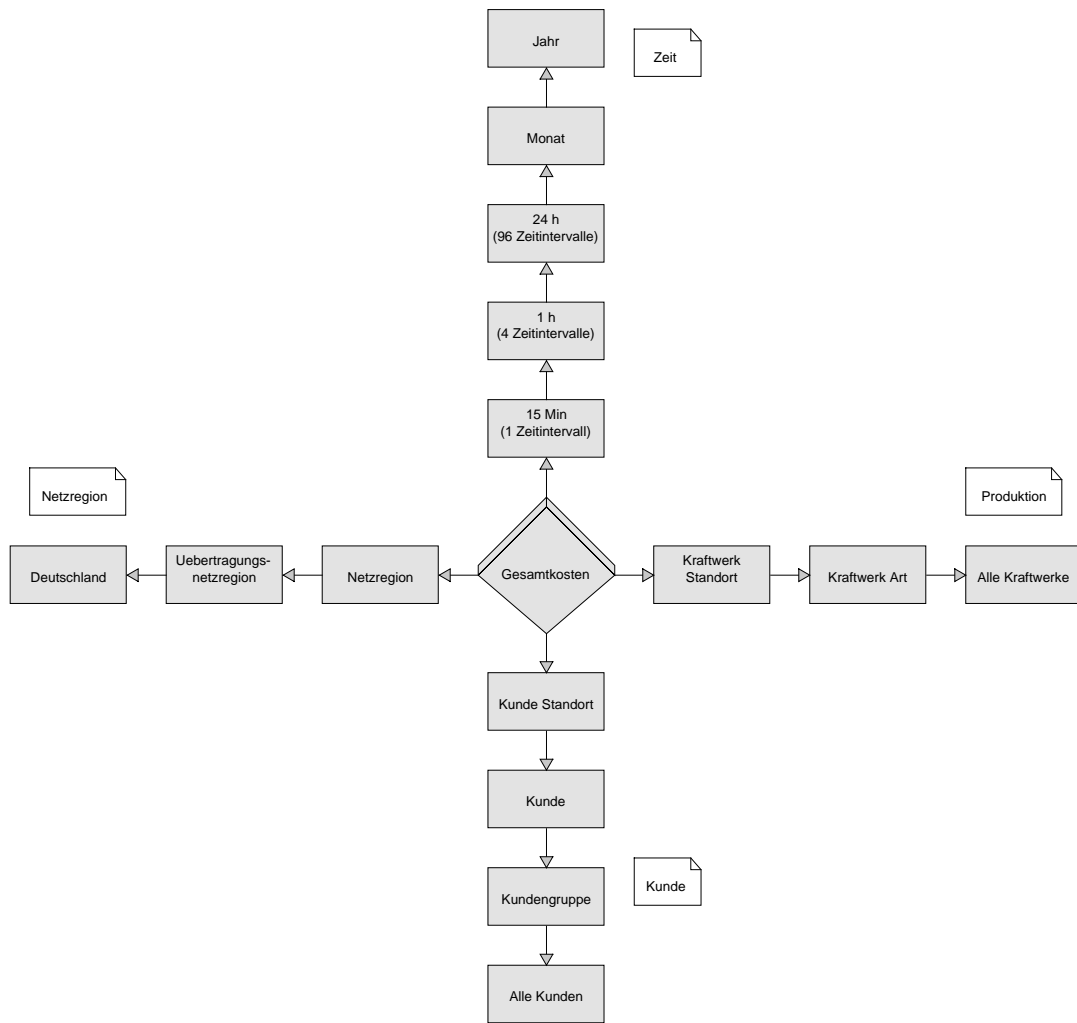 Jahr
Zeit
Monat
24 h
(96 Zeitintervalle)
1 h
(4 Zeitintervalle)
15 Min
(1 Zeitintervall)
Netzregion
Produktion
Deutschland
Uebertragungs-
netzregion
Netzregion
Gesamtkosten
Kraftwerk
Standort
Kraftwerk Art
Alle Kraftwerke
Kunde Standort
Kunde
Kundengruppe
Kunde
Alle Kunden